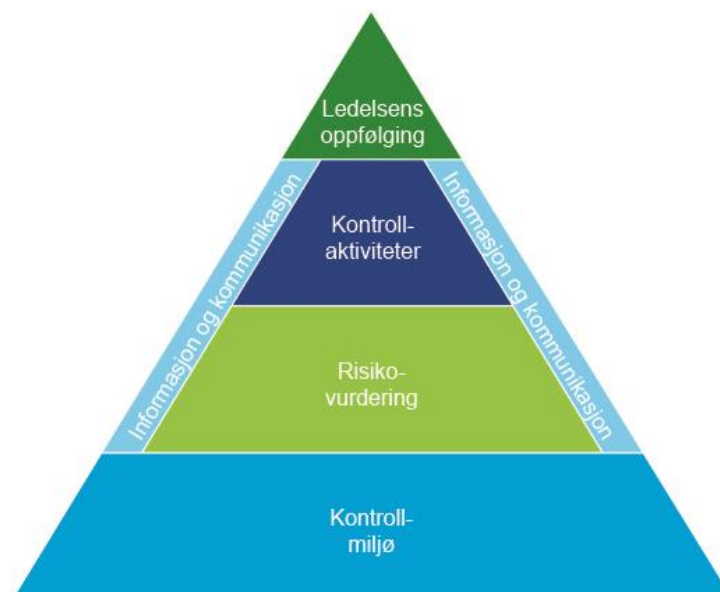 Ledelsens
oppfølging
Informasjon og kommunikasjon
Informasjon og kommunikasjon
Kontroll-
aktiviteter
Risiko-
vurdering
Kontroll-
miljø